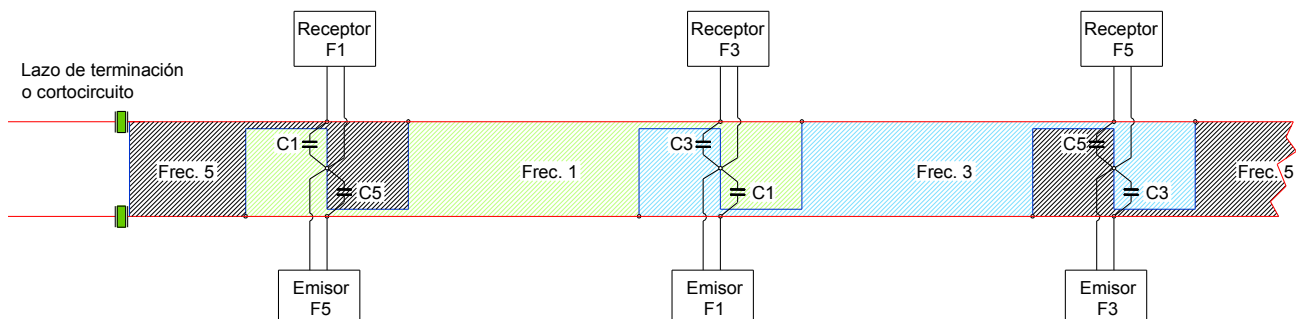 Receptor
F1
Receptor
F3
Receptor
F5
Lazo de terminación
o cortocircuito
C1
C3
C5
Frec. 5
Frec. 1
Frec. 3
Frec. 5
C5
C1
C3
Emisor
F5
Emisor
F1
Emisor
F3